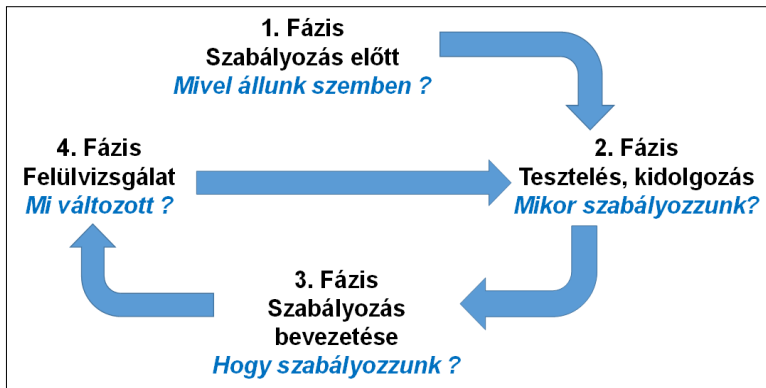 1. Fázis
Szabályozás előtt
Mivel állunk szemben ?
2. Fázis
Tesztelés, kidolgozás
Mikor szabályozzunk?
3. Fázis
Szabályozás
bevezetése
Hogy szabályozzunk ?
4. Fázis
Felülvizsgálat
Mi változott ?